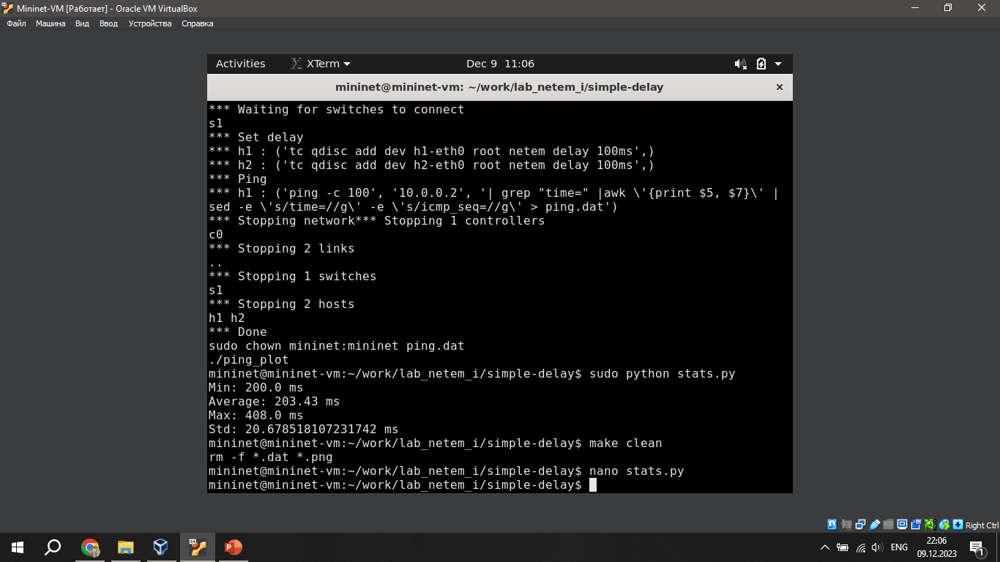 Mininet-VM [Работает] - Oracle VM VirtualBox
Файл Машина Вид Ввод Устройства Справка
Activities XTerm Dec 9 11:06
mininet@mininet-vm: ~/work/lab_netem_i/simple-delay ×
*** Waiting for switches to connect
s1
*** Set delay
*** h1 : ('tc qdisc add dev h1-eth0 root netem delay 100ms',)
*** h2 : ('tc qdisc add dev h2-eth0 root netem delay 100ms',)
*** Ping
*** h1 : ('ping -c 100', '10.0.0.2', '| grep "time=" |awk \'{print $5, $7}\' |
sed -e \'s/time=//g\' -e \'s/icmp_seq=//g\' > ping.dat')
*** Stopping network*** Stopping 1 controllers
c0
*** Stopping 2 links
..
*** Stopping 1 switches
s1
*** Stopping 2 hosts
h1 h2
*** Done
sudo chown mininet:mininet ping.dat
./ping_plot
mininet@mininet-vm:~/work/lab_netem_i/simple-delay$ sudo python stats.py
Min: 200.0 ms
Average: 203.43 ms
Max: 408.0 ms
Std: 20.678518107231742 ms
mininet@mininet-vm:~/work/lab_netem_i/simple-delay$ make clean
rm -f *.dat *.png
mininet@mininet-vm:~/work/lab_netem_i/simple-delay$ nano stats.py
mininet@mininet-vm:~/work/lab_netem_i/simple-delay$
Right Ctrl
ENG
22:06
09.12.2023
1